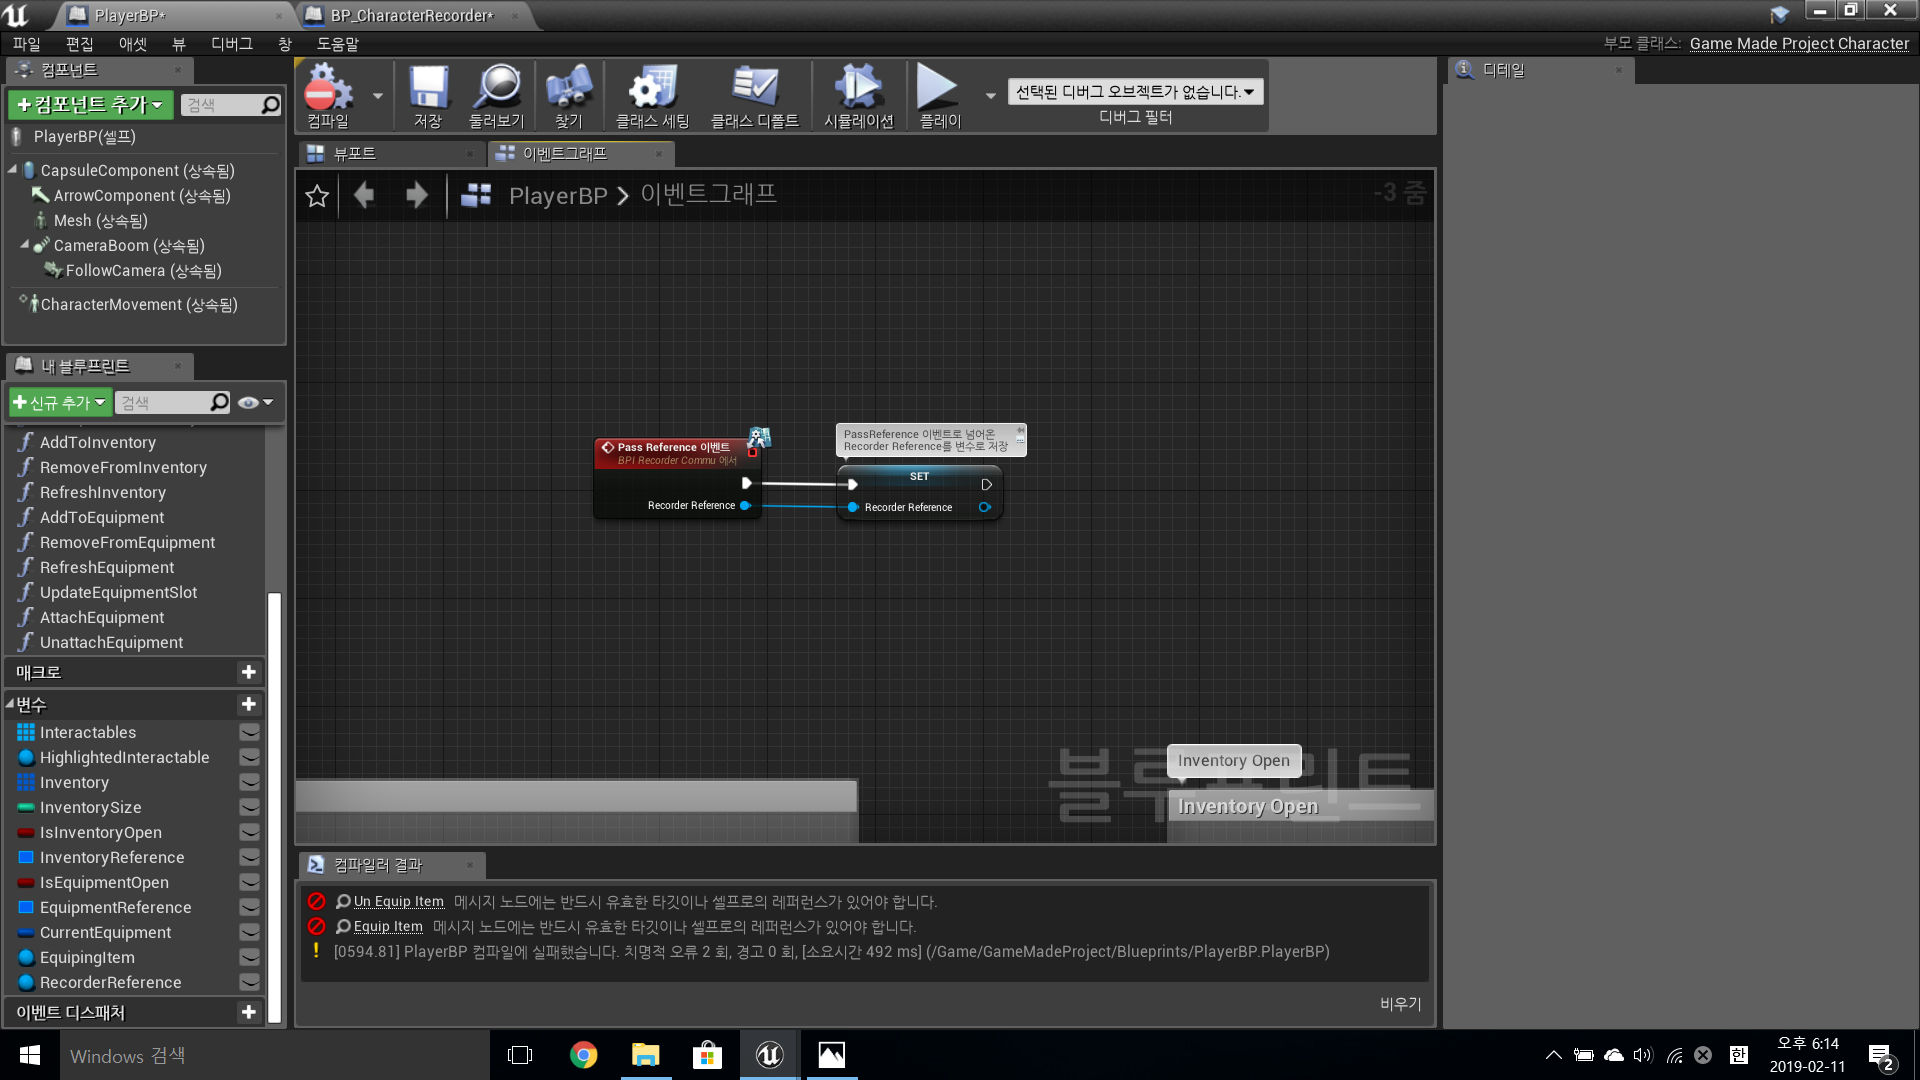 PlayerBP*
BP_CharacterRecorder*
파일 편집 애셋 뷰 디버그 창 도움말
부모 클래스: Game Made Project Character
컴포넌트
+컴포넌트 추가
검색
PlayerBP(셀프)
CapsuleComponent (상속됨)
ArrowComponent (상속됨)
Mesh (상속됨)
CameraBoom (상속됨)
FollowCamera (상속됨)
CharacterMovement (상속됨)
내 블루프린트
+신규 추가
검색
AddToInventory
RemoveFromInventory
RefreshInventory
AddToEquipment
RemoveFromEquipment
RefreshEquipment
UpdateEquipmentSlot
AttachEquipment
UnattachEquipment
매크로
변수
Interactables
HighlightedInteractable
Inventory
InventorySize
IsInventoryOpen
InventoryReference
IsEquipmentOpen
EquipmentReference
CurrentEquipment
EquipingItem
RecorderReference
이벤트 디스패처
컴파일
저장
둘러보기
찾기
클래스 세팅
클래스 디폴트
시뮬레이션
플레이
선택된 디버그 오브젝트가 없습니다.
디버그 필터
뷰포트
이벤트그래프
PlayerBP > 이벤트그래프
-3 줌
Pass Reference 이벤트
BPI Recorder Commu 에서
Recorder Reference
PassReference 이벤트로 넘어온
Recorder Reference를 변수로 저장
SET
Recorder Reference
블루프린트
Inventory Open
Inventory Open
컴파일러 결과
Un Equip Item 메시지 노드에는 반드시 유효한 타깃이나 셀프로의 레퍼런스가 있어야 합니다.
Equip Item 메시지 노드에는 반드시 유효한 타깃이나 셀프로의 레퍼런스가 있어야 합니다.
[0594.81] PlayerBP 컴파일에 실패했습니다. 치명적 오류 2 회, 경고 0 회, [소요시간 492 ms] (/Game/GameMadeProject/Blueprints/PlayerBP.PlayerBP)
비우기
디테일
Windows 검색
한
오후 6:14
2019-02-11
2